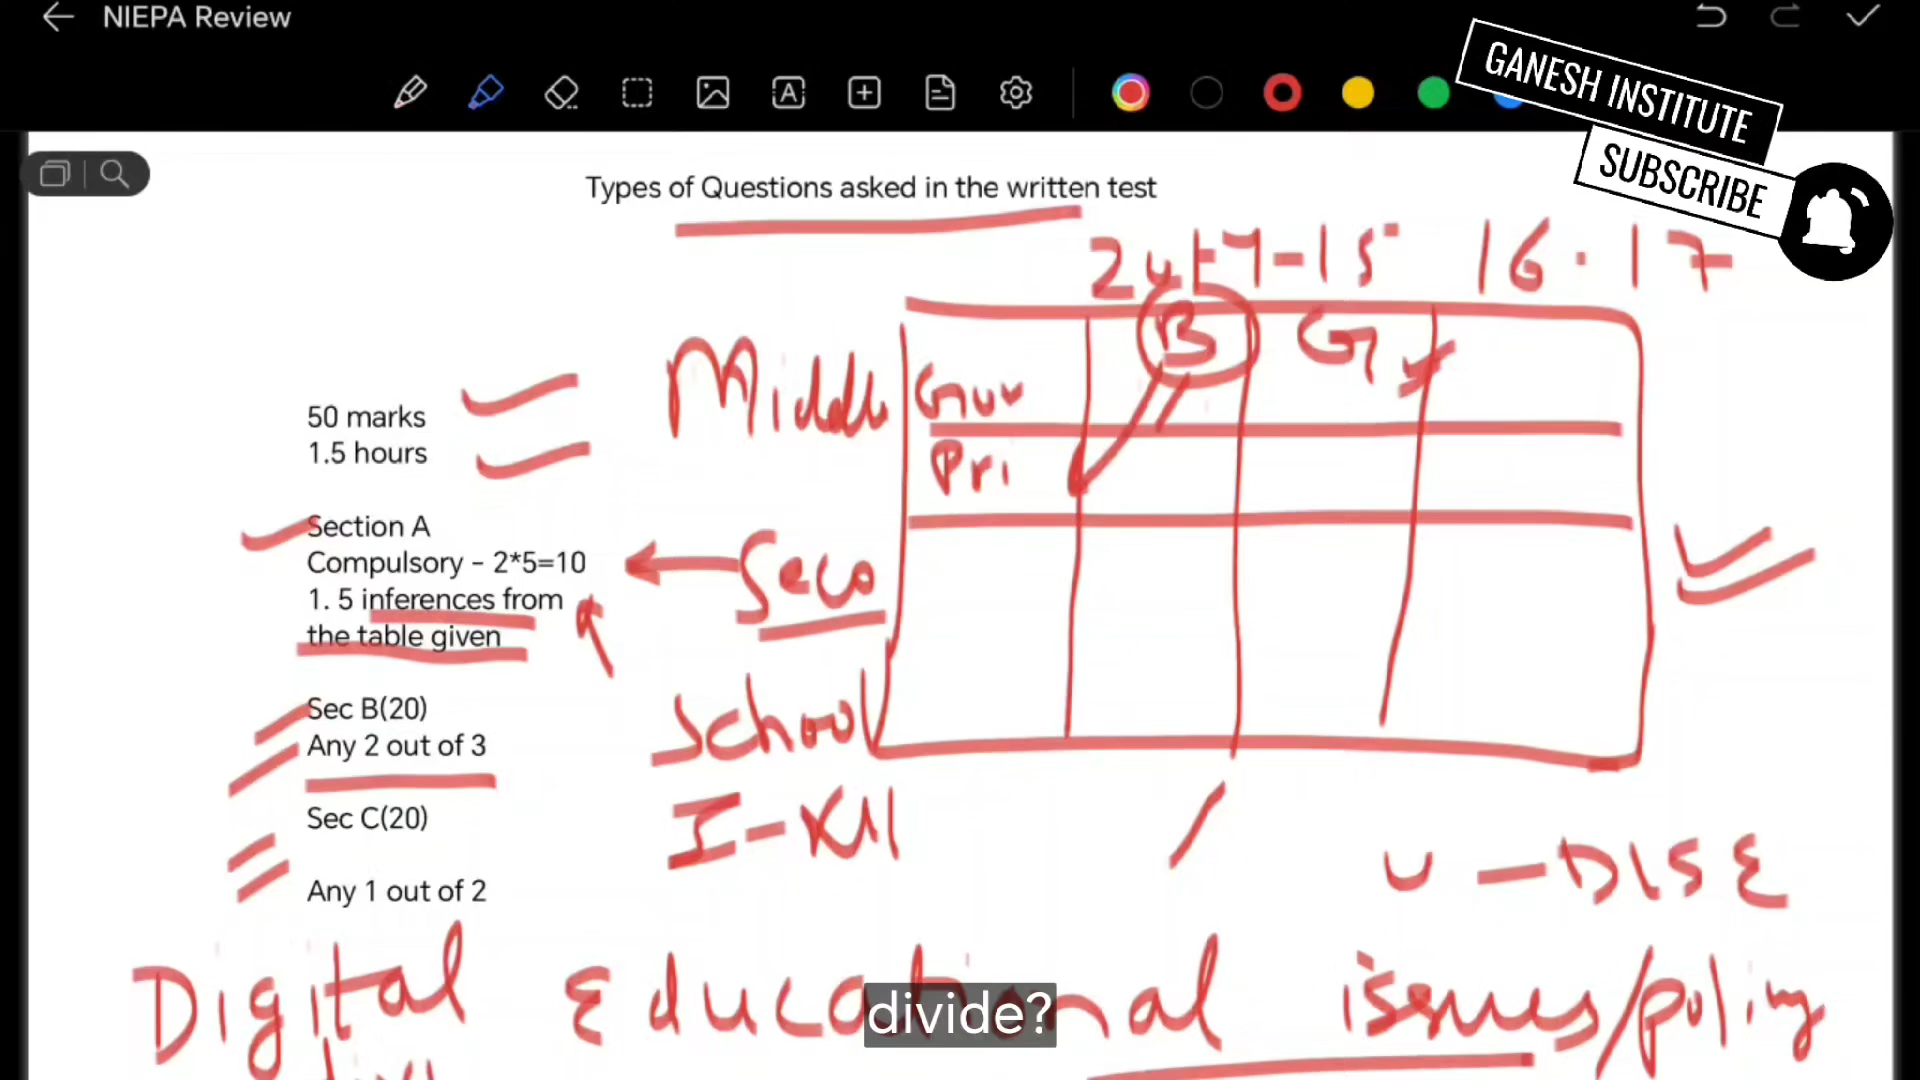 NIEPA Review
GANESH INSTITUTE
SUBSCRIBE
Types of Questions asked in the written test
16.17
B G
Middle Guv
Pri
50 marks
1.5 hours
Section A
Compulsory - 2*5=10
1. 5 inferences from
the table given
Seco
School
I-XII
Sec B(20)
Any 2 out of 3
Sec C(20)
Any 1 out of 2
U-DISE
Digital Educational issues/policy
divide?